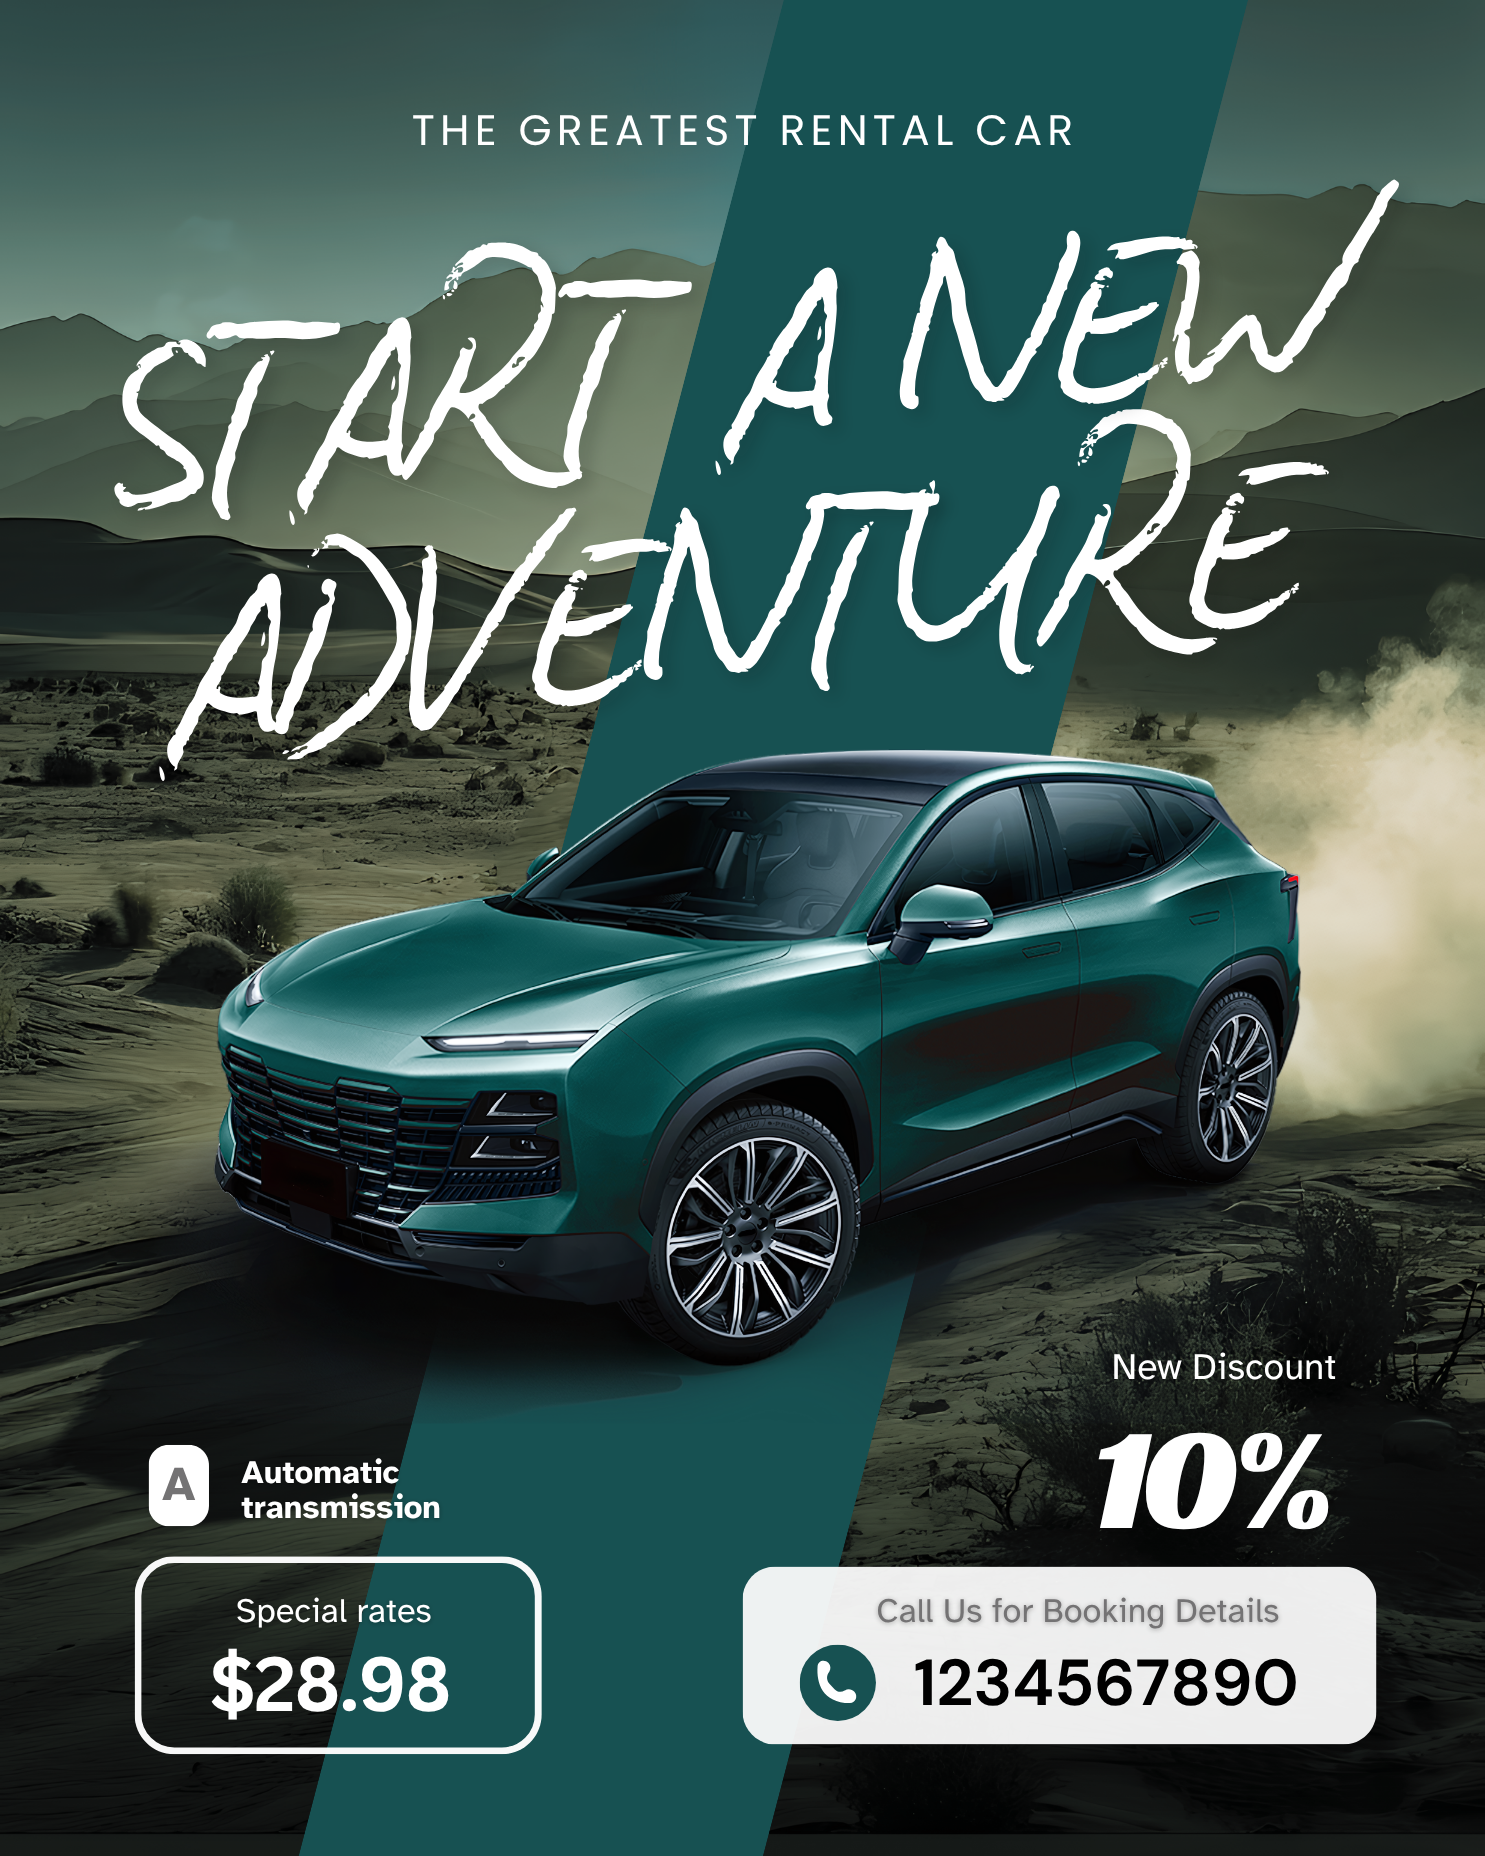 THE GREATEST RENTAL CAR
START A NEW
ADVENTURE
New Discount
10%
A
Automatic
transmission
Special rates
$28.98
Call Us for Booking Details
1234567890